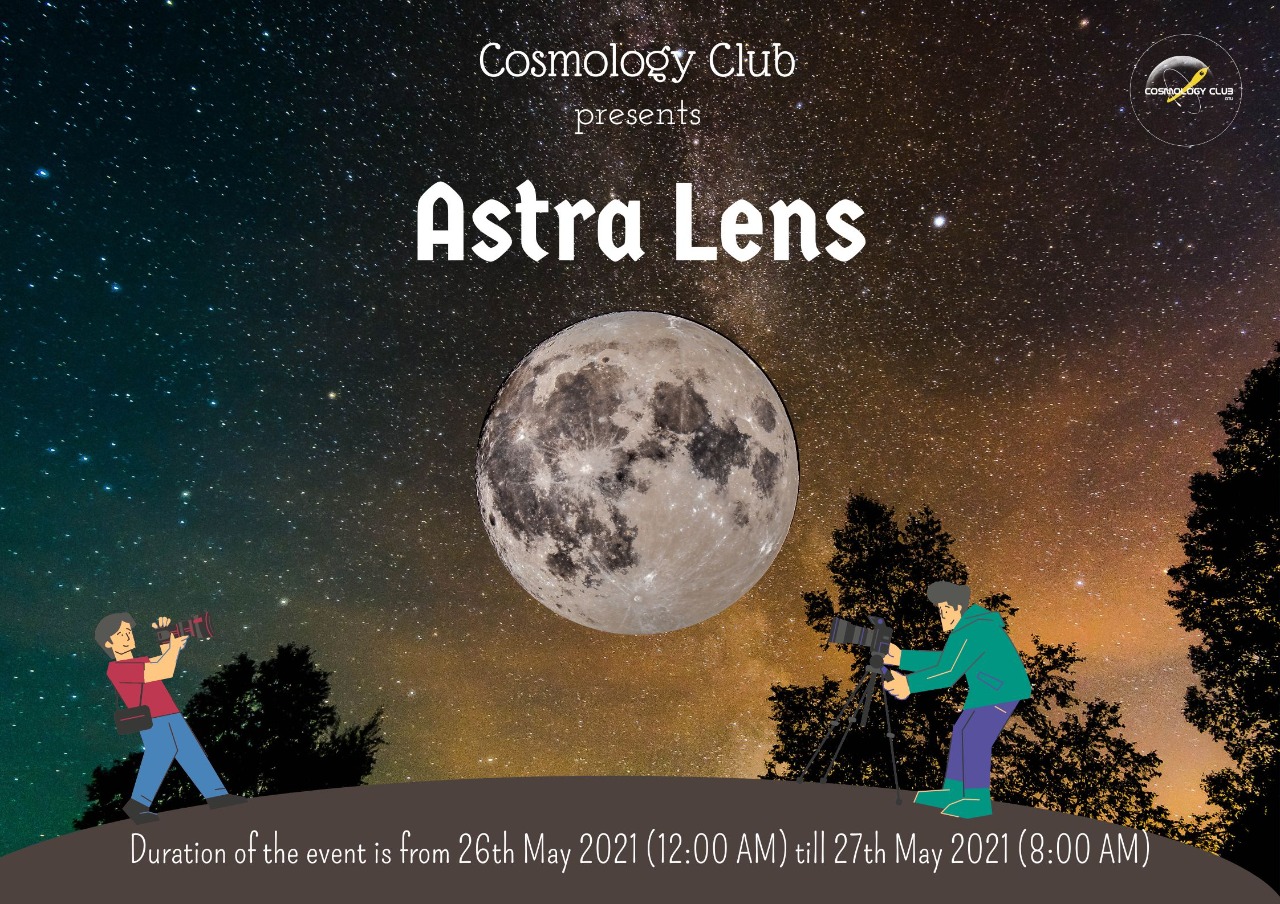 Cosmology Club
presents
COSMOLOGY CLUB
Astra Lens
Duration of the event is from 26th May 2021 (12:00 AM) till 27th May 2021 (8:00 AM)